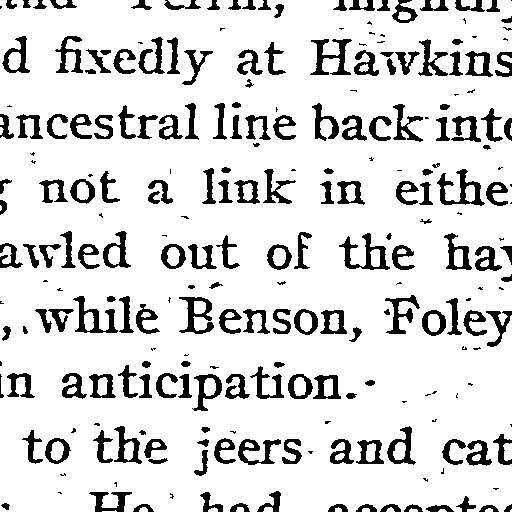 and Perrin, mightily
d fixedly at Hawkins
ancestral line back into
g not a link in either
awled out of the hay
, while Benson, Foley
in anticipation.
to the jeers and cat
He had accepted